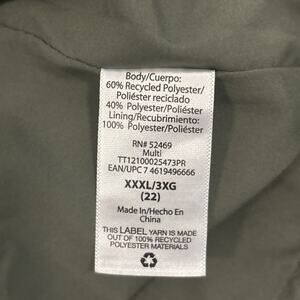 Body/Cuerpo:
60% Recycled Polyester/
Poliéster reciclado
40% Polyester/Poliéster
Lining/Recubrimiento:
100% Polyester/Poliéster
RN# 52469
Multi
TT12100025473PR
EAN/UPC 7 4619496666
XXXL/3XG
(22)
Made In/Hecho En
China
THIS LABEL YARN IS MADE
OUT OF 100% RECYCLED
POLYESTER MATERIALS